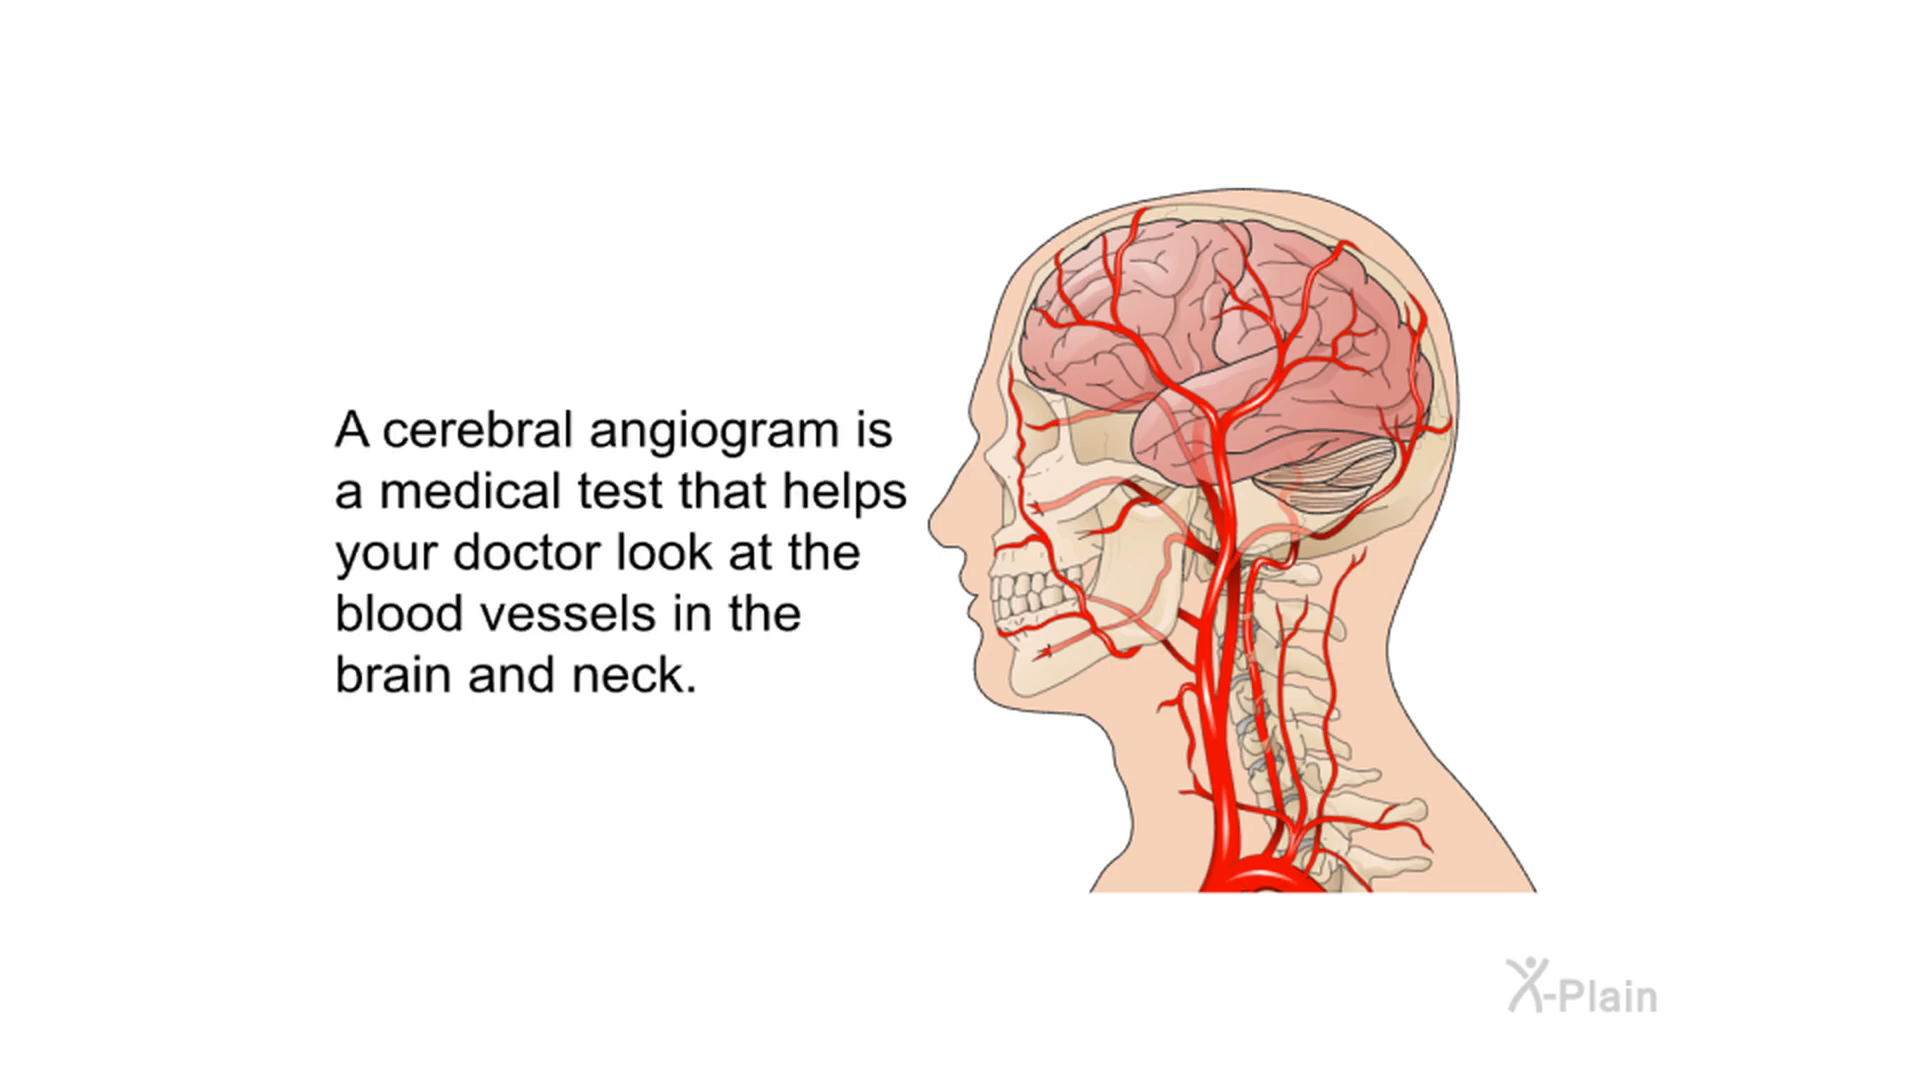 A cerebral angiogram is
a medical test that helps
your doctor look at the
blood vessels in the
brain and neck.
X-Plain